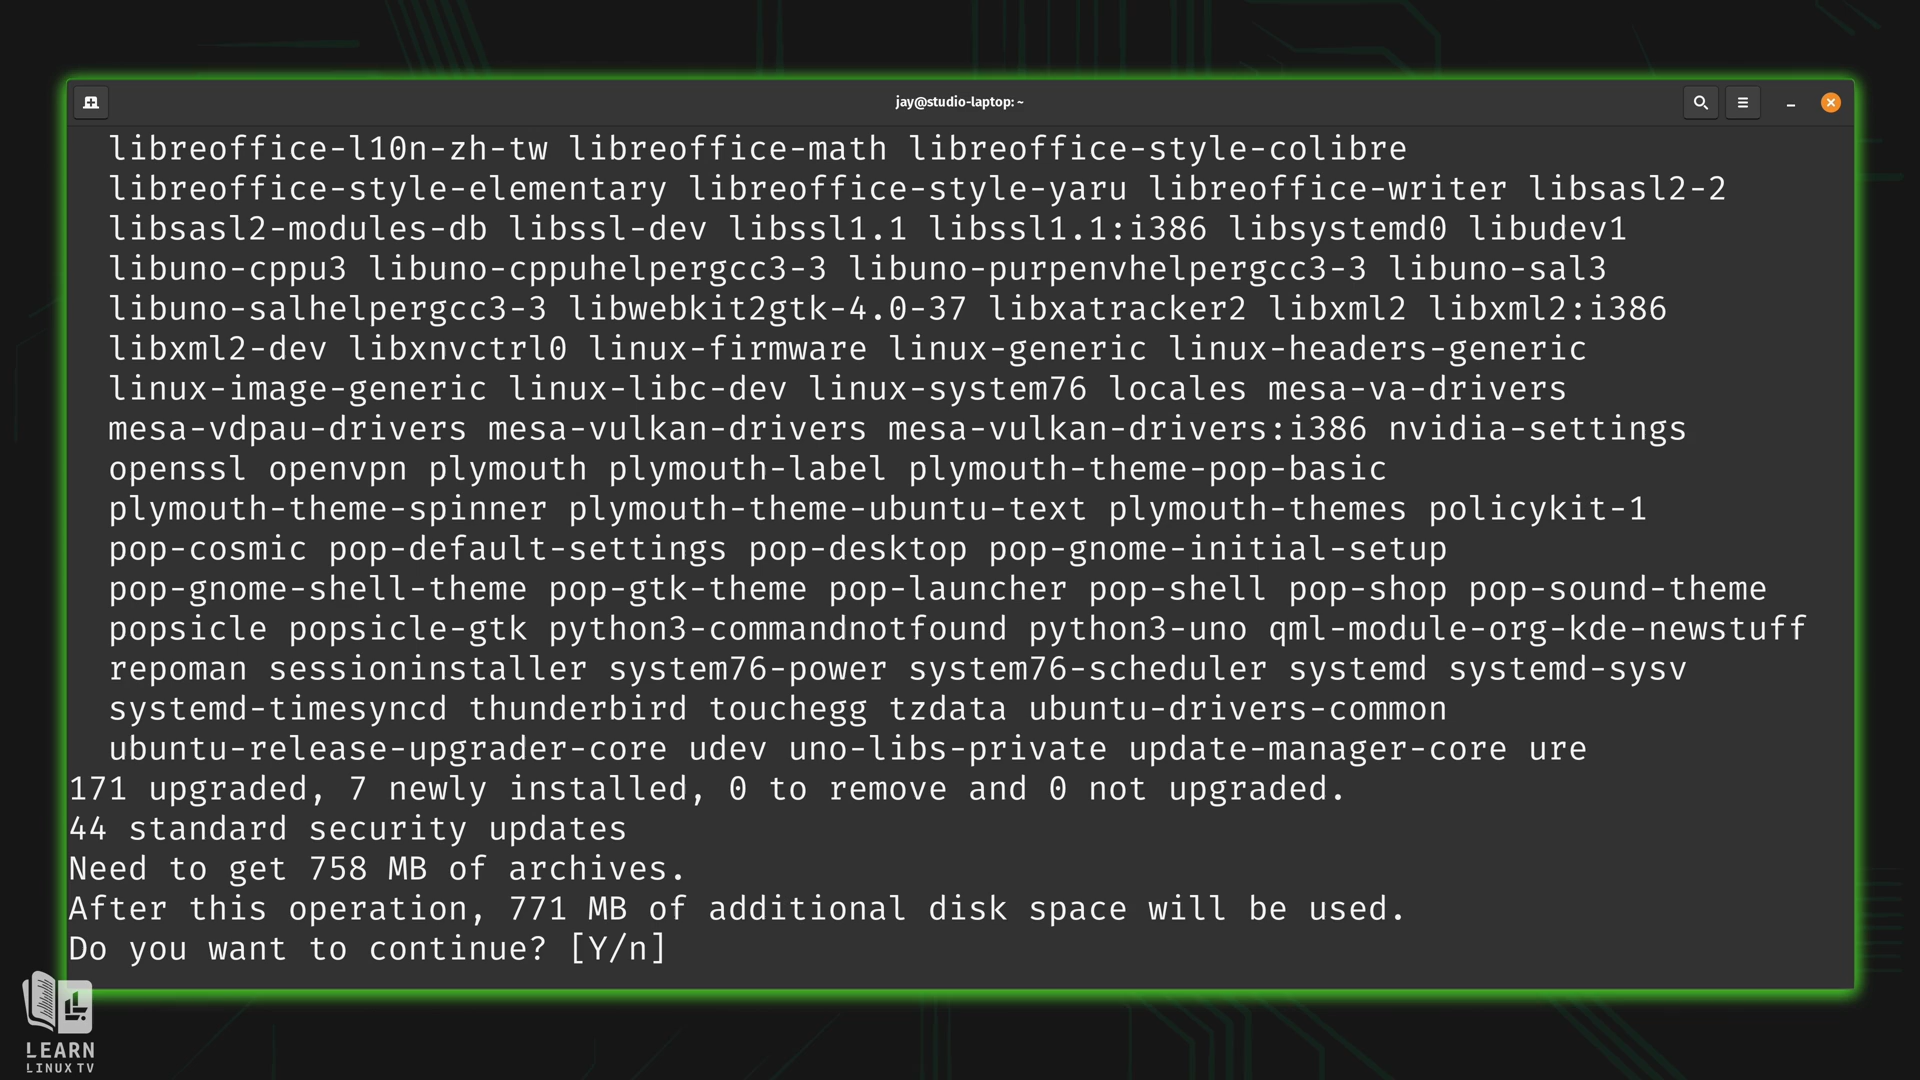 jay@studio-laptop: ~
libreoffice-l10n-zh-tw libreoffice-math libreoffice-style-colibre
libreoffice-style-elementary libreoffice-style-yaru libreoffice-writer libsasl2-2
libsasl2-modules-db libssl-dev libssl1.1 libssl1.1:i386 libsystemd0 libudev1
libuno-cppu3 libuno-cppuhelpergcc3-3 libuno-purpenvhelpergcc3-3 libuno-sal3
libuno-salhelpergcc3-3 libwebkit2gtk-4.0-37 libxatracker2 libxml2 libxml2:i386
libxml2-dev libxnvctrl0 linux-firmware linux-generic linux-headers-generic
linux-image-generic linux-libc-dev linux-system76 locales mesa-va-drivers
mesa-vdpau-drivers mesa-vulkan-drivers mesa-vulkan-drivers:i386 nvidia-settings
openssl openvpn plymouth plymouth-label plymouth-theme-pop-basic
plymouth-theme-spinner plymouth-theme-ubuntu-text plymouth-themes policykit-1
pop-cosmic pop-default-settings pop-desktop pop-gnome-initial-setup
pop-gnome-shell-theme pop-gtk-theme pop-launcher pop-shell pop-shop pop-sound-theme
popsicle popsicle-gtk python3-commandnotfound python3-uno qml-module-org-kde-newstuff
repoman sessioninstaller system76-power system76-scheduler systemd systemd-sysv
systemd-timesyncd thunderbird touchegg tzdata ubuntu-drivers-common
ubuntu-release-upgrader-core udev uno-libs-private update-manager-core ure
171 upgraded, 7 newly installed, 0 to remove and 0 not upgraded.
44 standard security updates
Need to get 758 MB of archives.
After this operation, 771 MB of additional disk space will be used.
Do you want to continue? [Y/n]
LEARN
LINUX TV